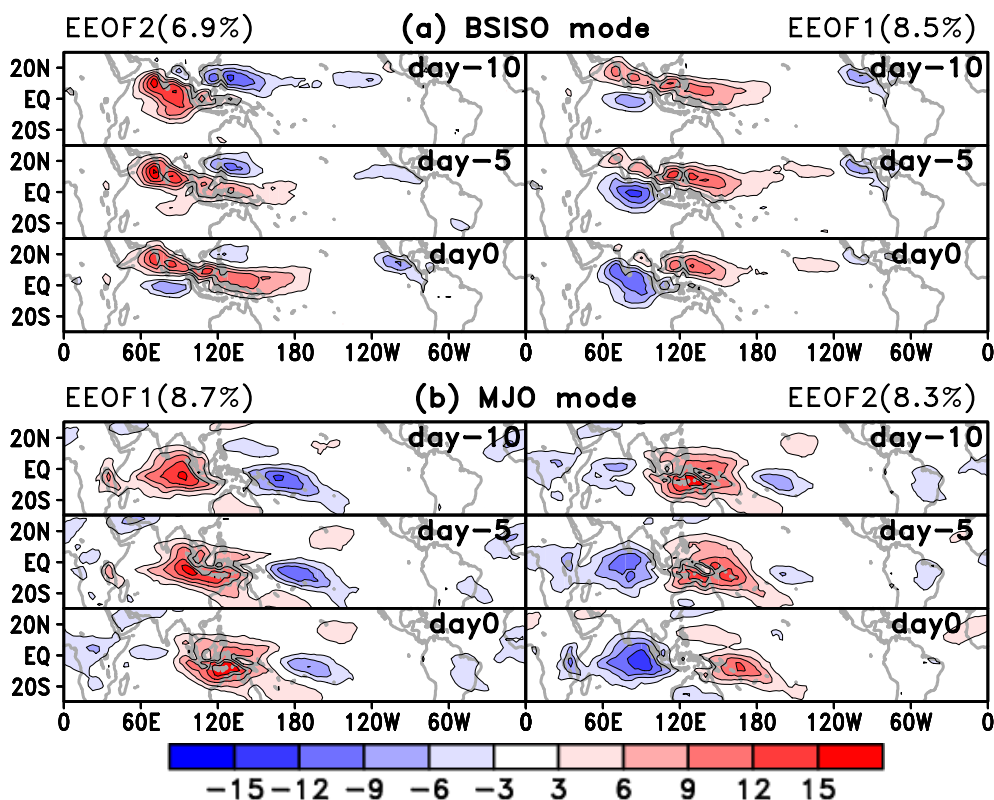 EEOF2(6.9%) (a) BSISO mode EEOF1(8.5%)
20N day-10 day-10
EQ
20S
20N day-5 day-5
EQ
20S
20N day0 day0
EQ
20S
0 60E 120E 180 120W 60W 0 60E 120E 180 120W 60W 0
EEOF1(8.7%) (b) MJO mode EEOF2(8.3%)
20N day-10 day-10
EQ
20S
20N day-5 day-5
EQ
20S
20N day0 day0
EQ
20S
0 60E 120E 180 120W 60W 0 60E 120E 180 120W 60W 0
-15 -12 -9 -6 -3 3 6 9 12 15